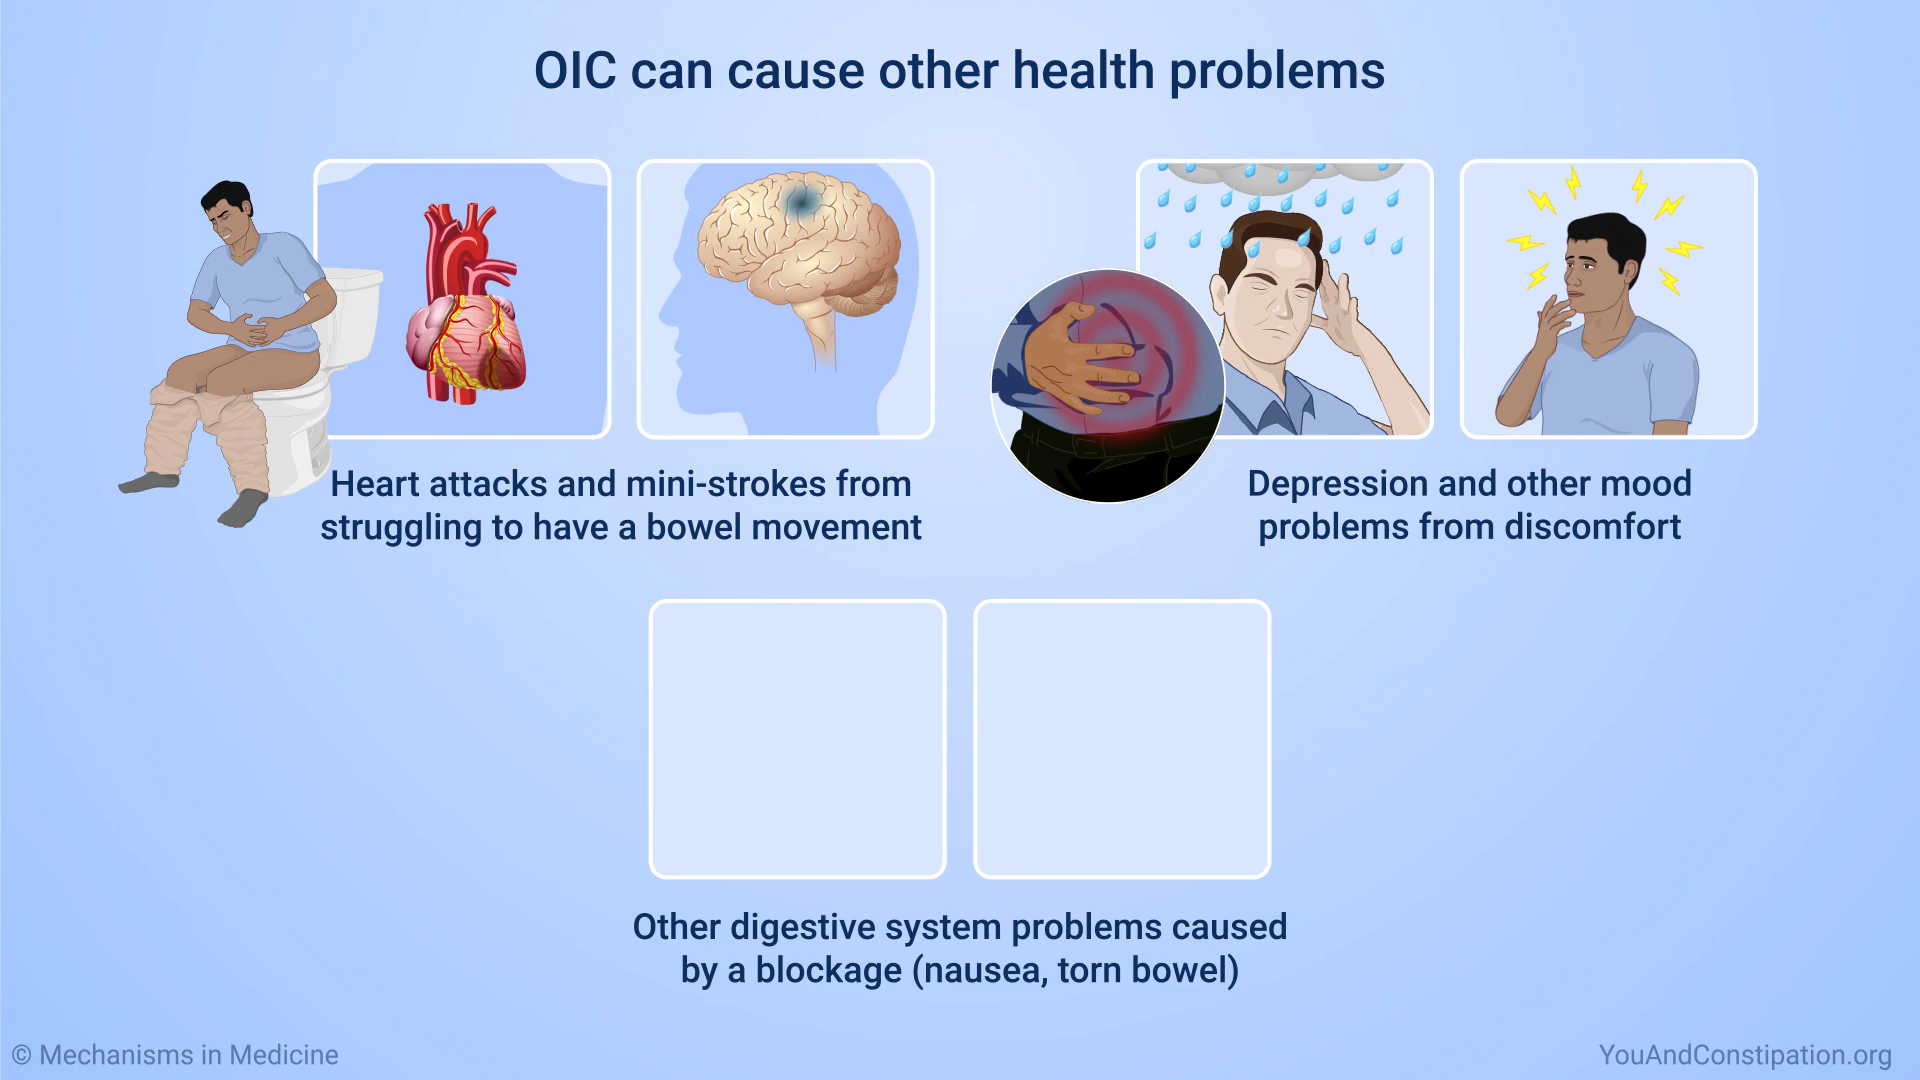 OIC can cause other health problems
Heart attacks and mini-strokes from
struggling to have a bowel movement
Depression and other mood
problems from discomfort
Other digestive system problems caused
by a blockage (nausea, torn bowel)
© Mechanisms in Medicine
YouAndConstipation.org